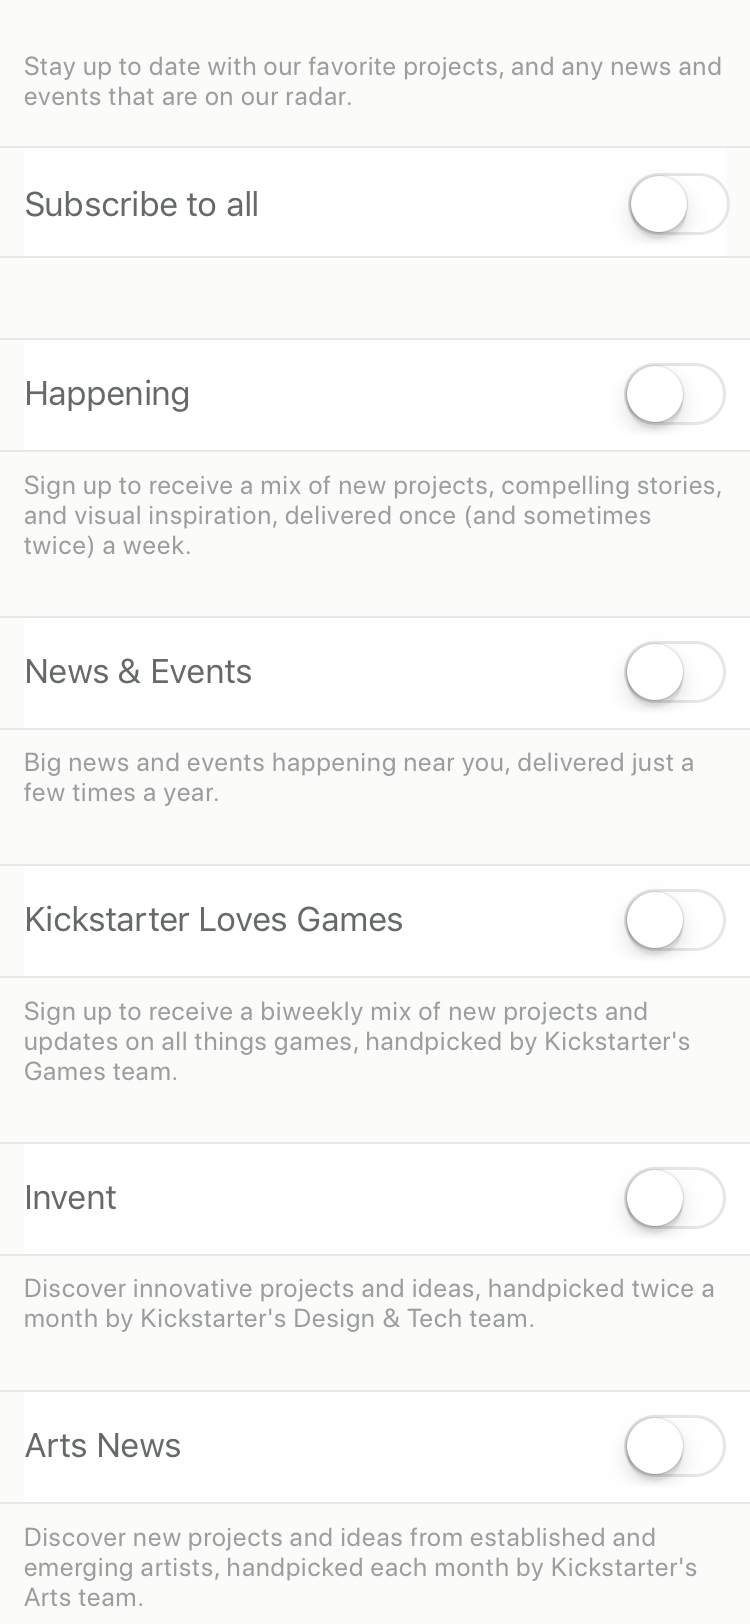 Stay up to date with our favorite projects, and any news and
events that are on our radar.
Subscribe to all
Happening
Sign up to receive a mix of new projects, compelling stories,
and visual inspiration, delivered once (and sometimes
twice) a week.
News & Events
Big news and events happening near you, delivered just a
few times a year.
Kickstarter Loves Games
Sign up to receive a biweekly mix of new projects and
updates on all things games, handpicked by Kickstarter's
Games team.
Invent
Discover innovative projects and ideas, handpicked twice a
month by Kickstarter's Design & Tech team.
Arts News
Discover new projects and ideas from established and
emerging artists, handpicked each month by Kickstarter's
Arts team.